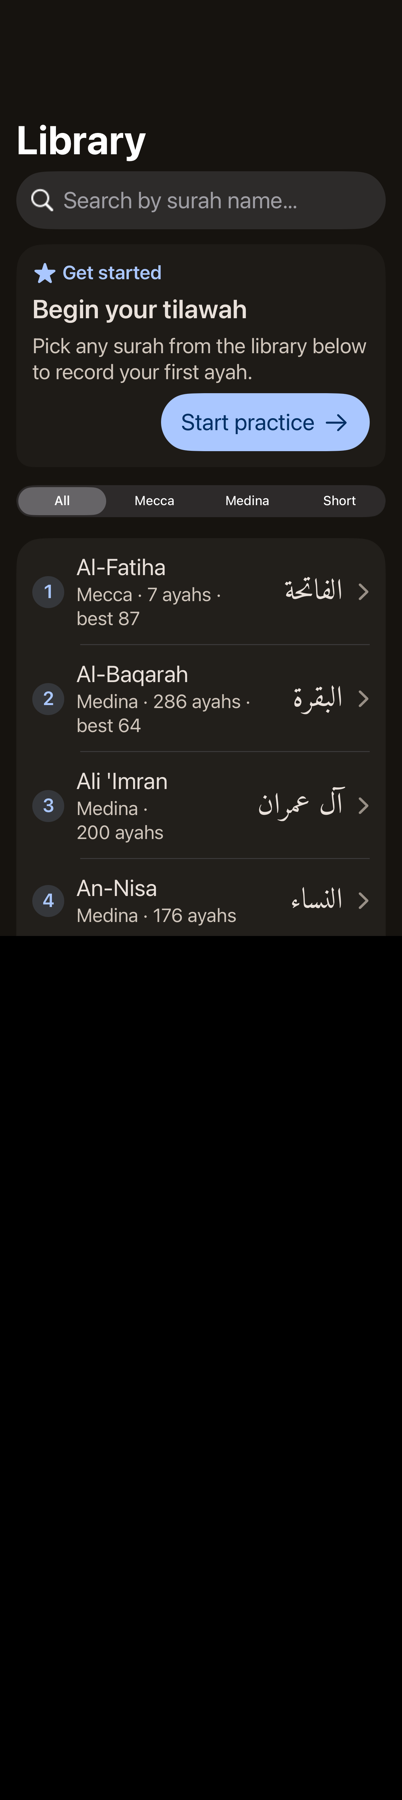 Library
Search by surah name...
Get started
Begin your tilawah
Pick any surah from the library below
to record your first ayah.
Start practice →
All Mecca Medina Short
1
Al-Fatiha
Mecca · 7 ayahs ·
best 87
الفاتحة
2
Al-Baqarah
Medina · 286 ayahs ·
best 64
البقرة
3
Ali 'Imran
Medina ·
200 ayahs
آل عمران
4
An-Nisa
Medina · 176 ayahs
النساء